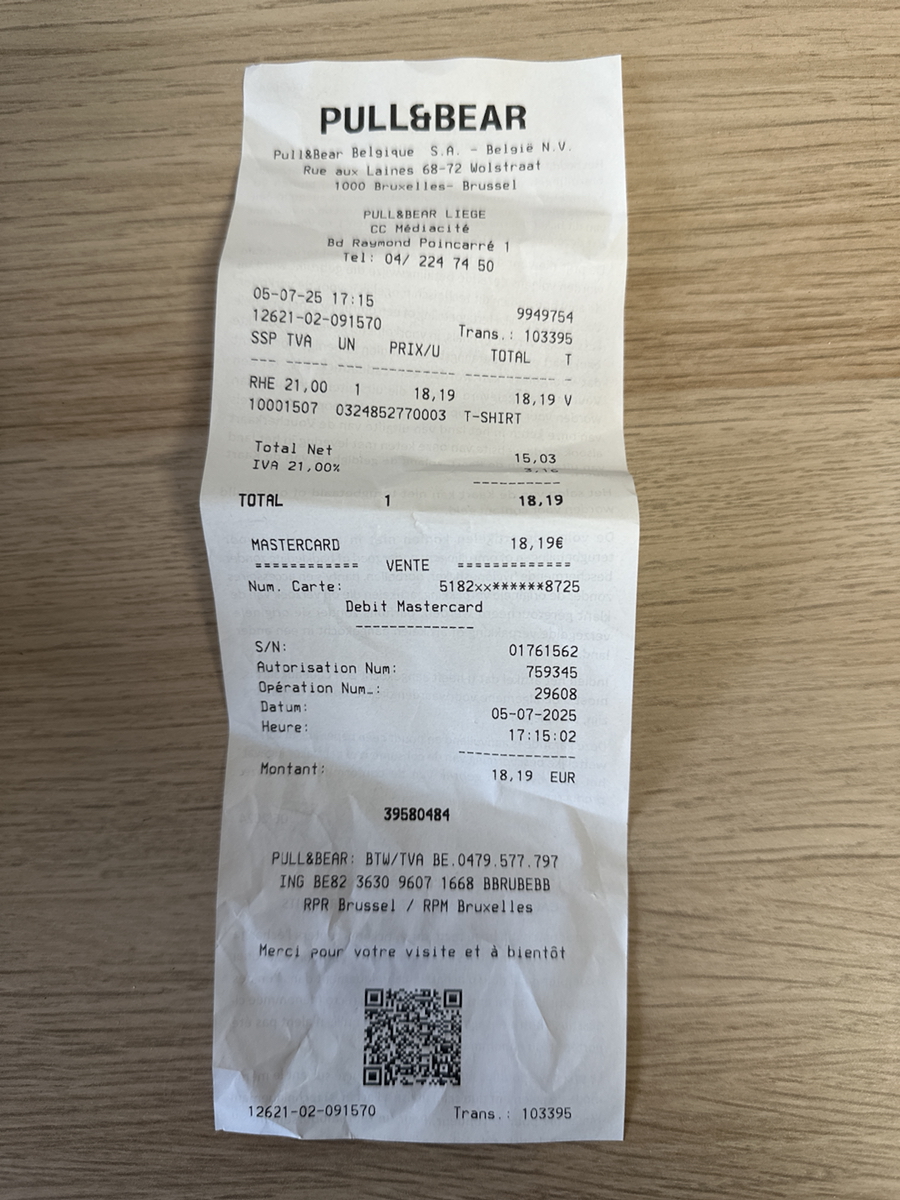 PULL&BEAR
Pull&Bear Belgique S.A. - België N.V.
Rue aux Laines 68-72 Wolstraat
1000 Bruxelles- Brussel
PULL&BEAR LIEGE
CC Médiacité
Bd Raymond Poincarré 1
Tel: 04/ 224 74 50
05-07-25 17:15 9949754
12621-02-091570 Trans.: 103395
SSP TVA UN PRIX/U TOTAL T
--- ----- --- ---------- ----------- -
RHE 21,00 1 18,19 18,19 V
10001507 0324852770003 T-SHIRT
Total Net 15,03
IVA 21,00% 3,16
----------
TOTAL 1 18,19
MASTERCARD 18,19€
============ VENTE =============
Num. Carte: 5182xx******8725
Debit Mastercard
--------------
S/N: 01761562
Autorisation Num: 759345
Opération Num_: 29608
Datum: 05-07-2025
Heure: 17:15:02
--------------
Montant: 18,19 EUR
39580484
PULL&BEAR: BTW/TVA BE.0479.577.797
ING BE82 3630 9607 1668 BBRUBEBB
RPR Brussel / RPM Bruxelles
Merci pour votre visite et à bientôt
12621-02-091570 Trans.: 103395